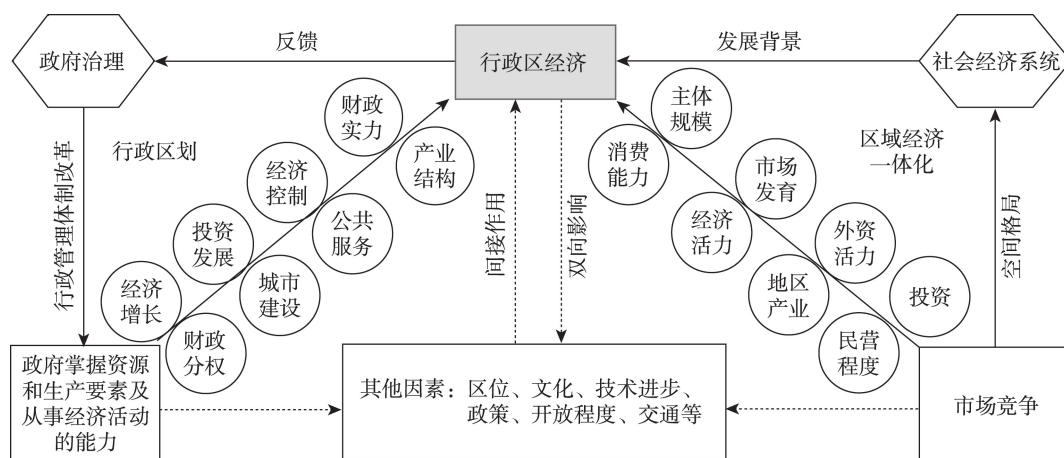 政府治理
反馈
行政区经济
发展背景
社会经济系统
行政管理体制改革
行政区划
财政
实力
产业
结构
经济
控制
公共
服务
投资
发展
城市
建设
经济
增长
财政
分权
间接作用
双向影响
主体
规模
消费
能力
市场
发育
经济
活力
外资
活力
地区
产业
投资
民营
程度
区域经济
一体化
空间格局
政府掌握资源
和生产要素及
从事经济活动
的能力
其他因素：区位、文化、技术进步、
政策、开放程度、交通等
市场竞争